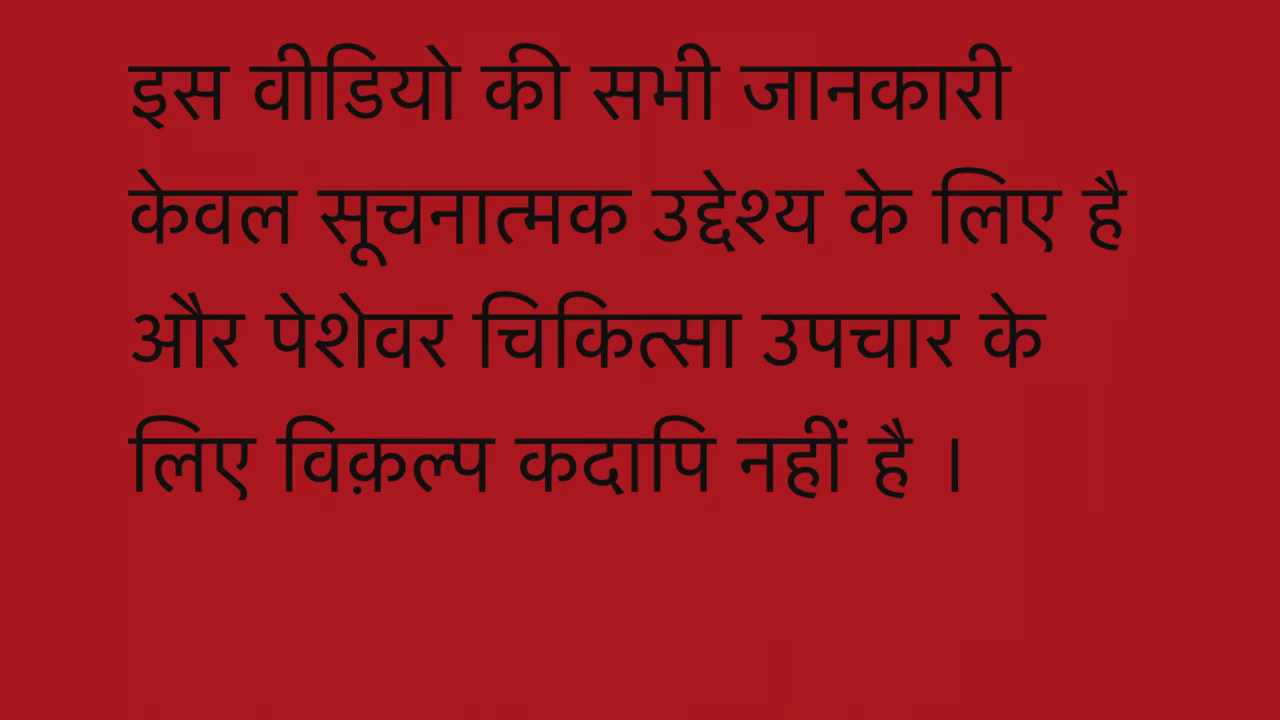 इस वीडियो की सभी जानकारी
केवल सूचनात्मक उद्देश्य के लिए है
और पेशेवर चिकित्सा उपचार के
लिए विक़ल्प कदापि नहीं है ।